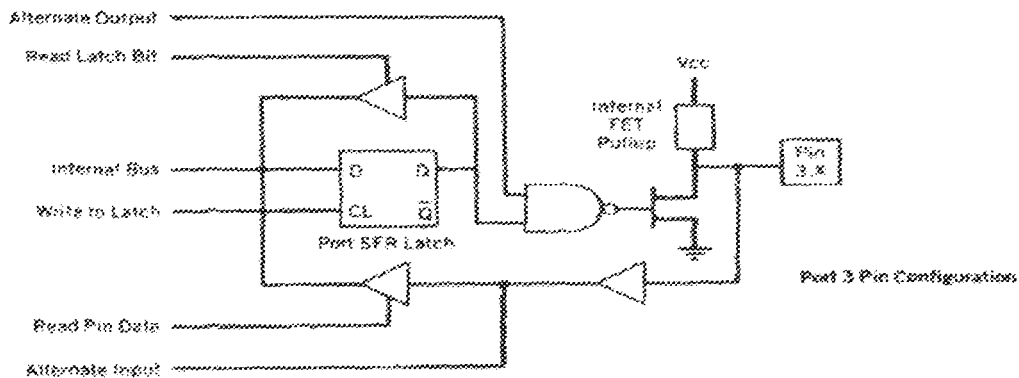 Alternate Output
Read Latch Bit
Vcc
Internal
FET
Pullup
Internal Bus
D Q
Pin
3.X
Write to Latch
CL Q̅
Port SFR Latch
Port 3 Pin Configuration
Read Pin Data
Alternate Input